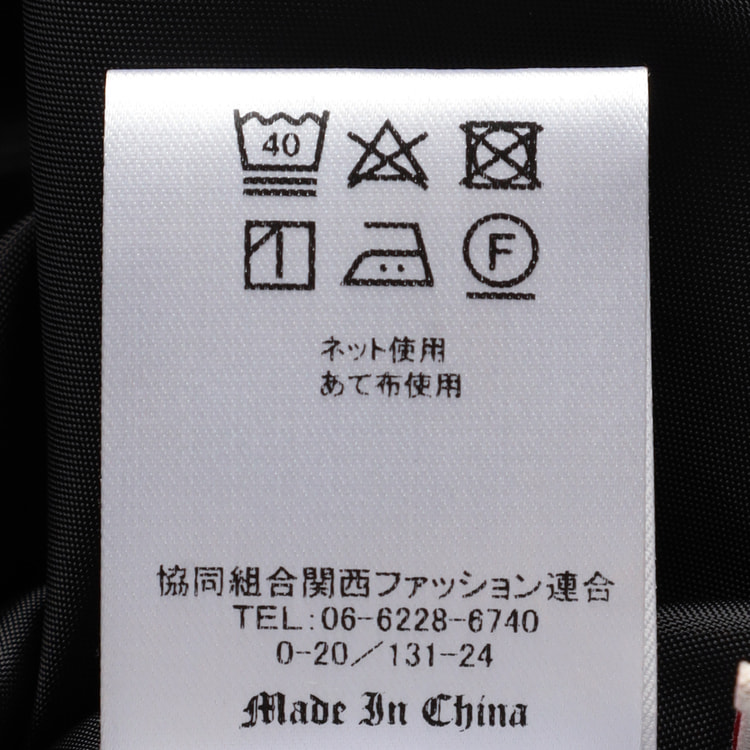 40
F
ネット使用
あて布使用
協同組合関西ファッション連合
TEL:06-6228-6740
0-20/131-24
Made In China